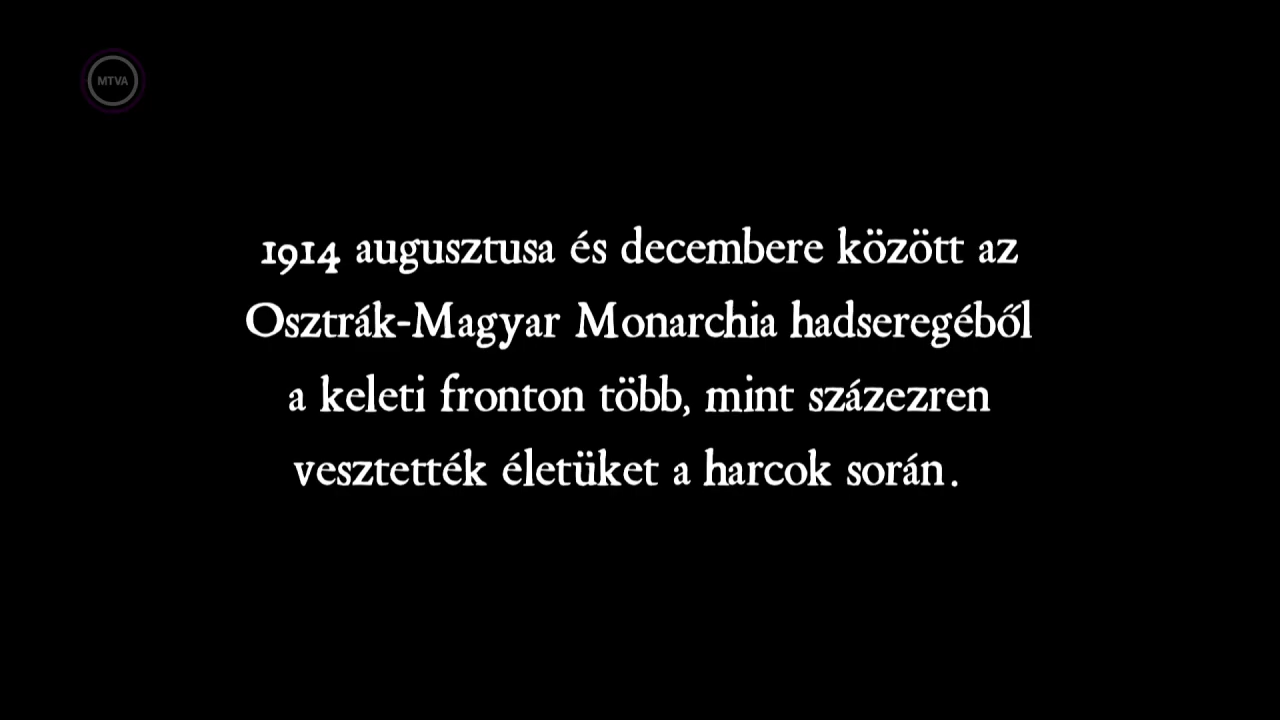 MTVA
1914 augusztusa és decembere között az
Osztrák-Magyar Monarchia hadseregéből
a keleti fronton több, mint százezren
vesztették életüket a harcok során.